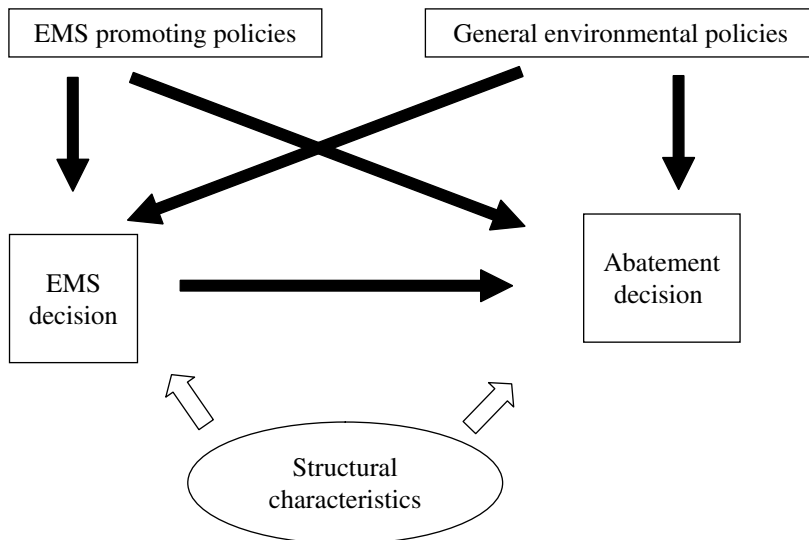 EMS promoting policies
General environmental policies
EMS
decision
Abatement
decision
Structural
characteristics